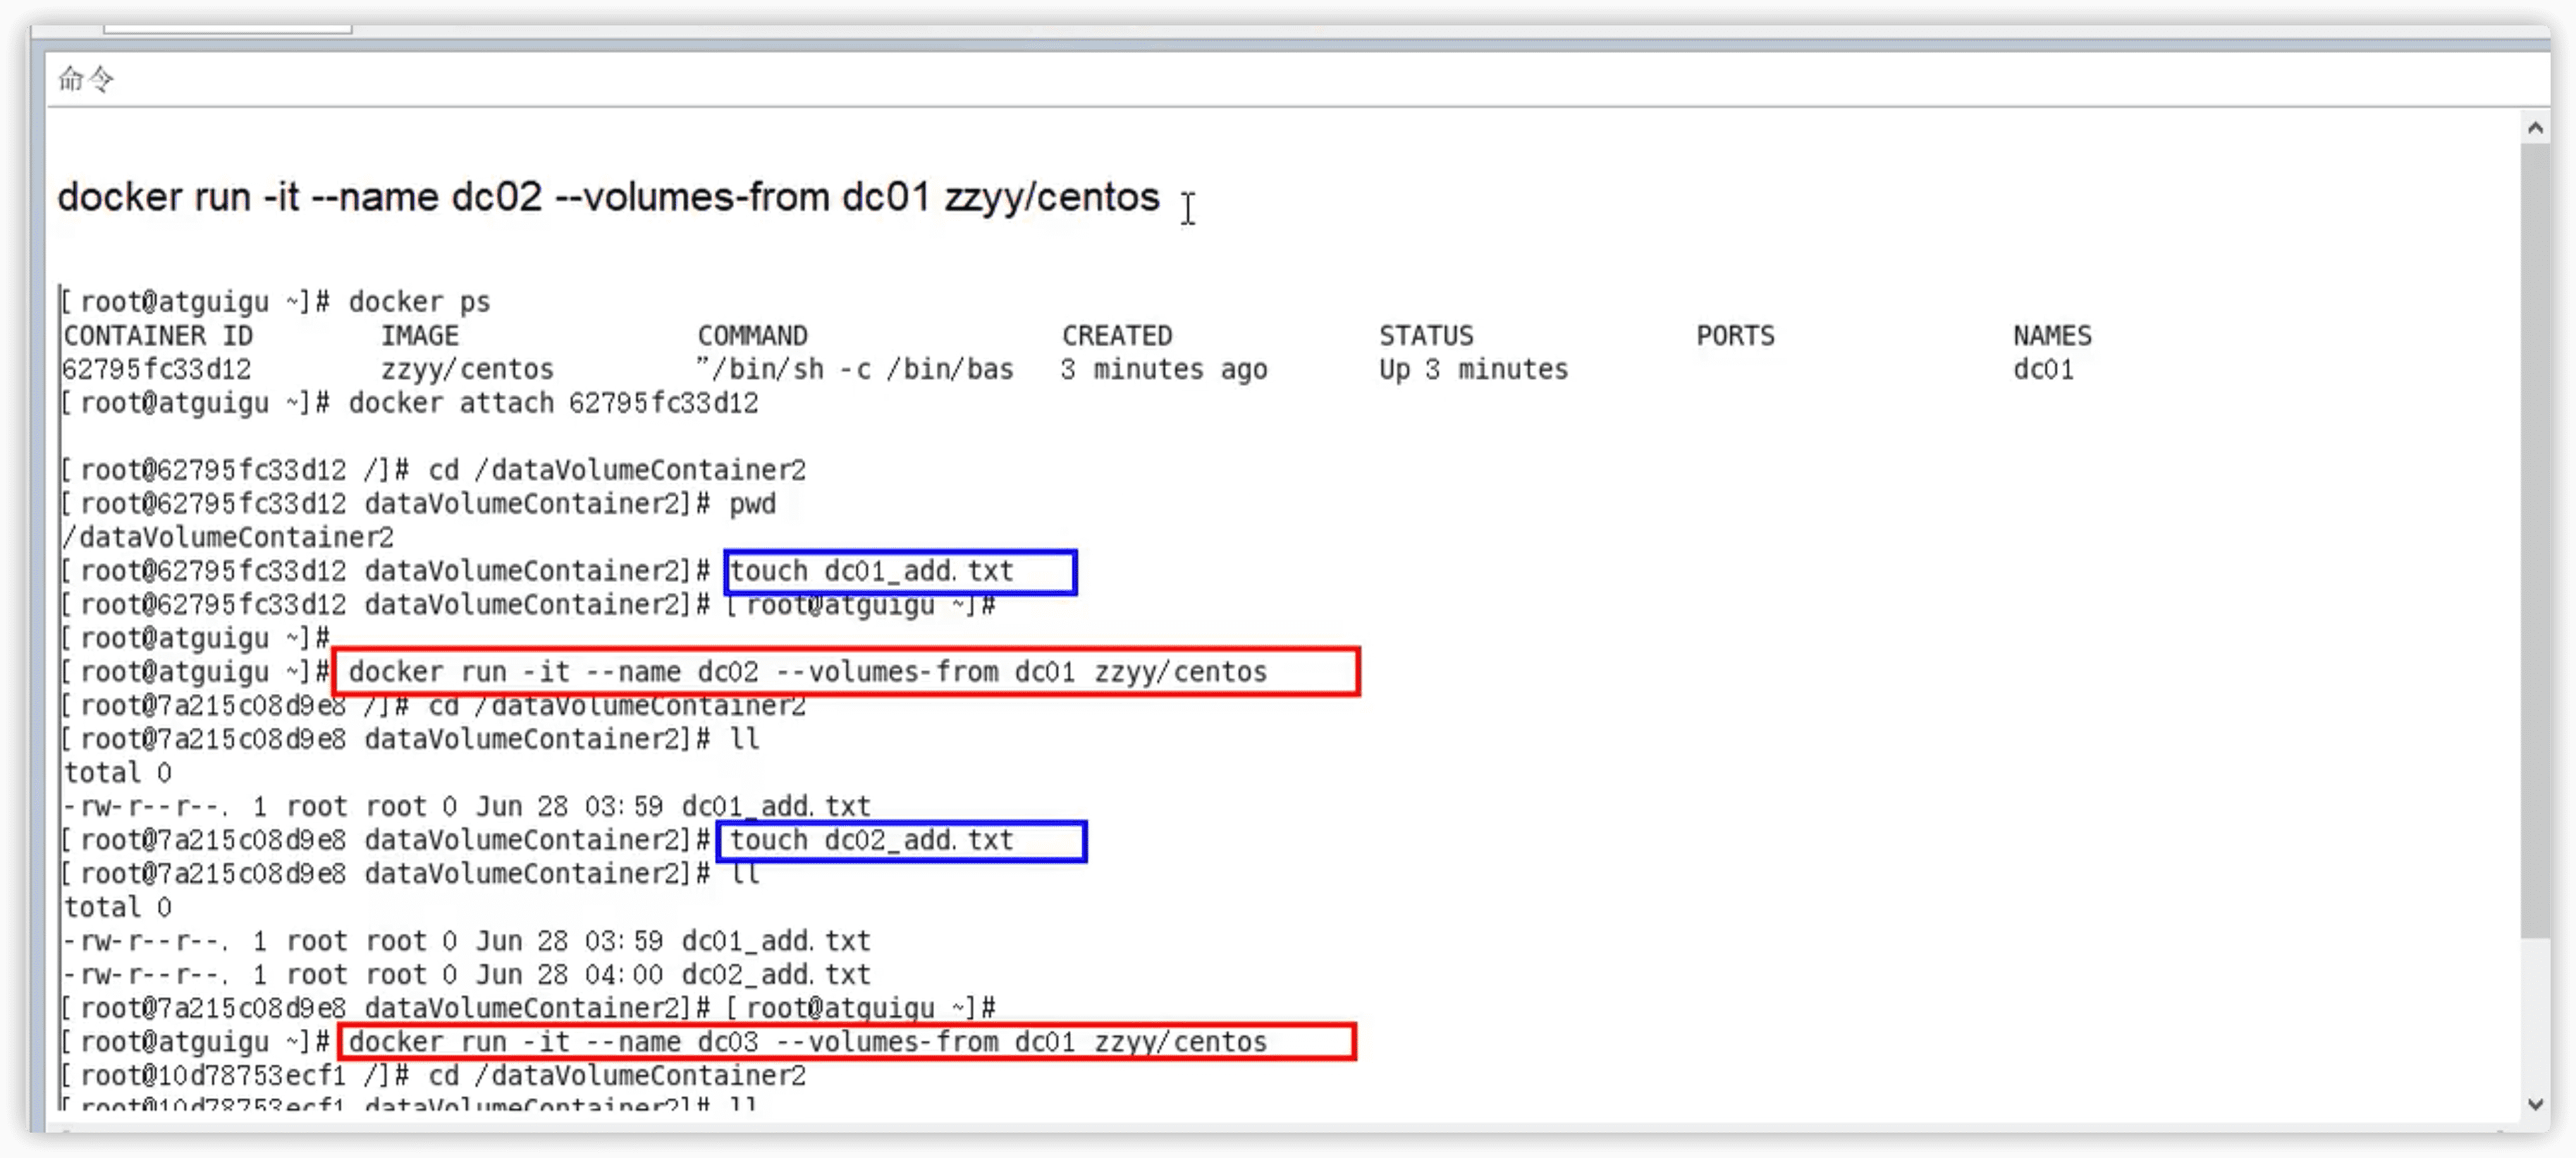 命令
docker run -it --name dc02 --volumes-from dc01 zzyy/centos
[root@atguigu ~]# docker ps
CONTAINER ID IMAGE COMMAND CREATED STATUS PORTS NAMES
62795fc33d12 zzyy/centos "/bin/sh -c /bin/bas 3 minutes ago Up 3 minutes dc01
[root@atguigu ~]# docker attach 62795fc33d12
[root@62795fc33d12 /]# cd /dataVolumeContainer2
[root@62795fc33d12 dataVolumeContainer2]# pwd
/dataVolumeContainer2
[root@62795fc33d12 dataVolumeContainer2]# touch dc01_add.txt
[root@62795fc33d12 dataVolumeContainer2]# [root@atguigu ~]#
[root@atguigu ~]#
[root@atguigu ~]# docker run -it --name dc02 --volumes-from dc01 zzyy/centos
[root@7a215c08d9e8 /]# cd /dataVolumeContainer2
[root@7a215c08d9e8 dataVolumeContainer2]# ll
total 0
-rw-r--r--. 1 root root 0 Jun 28 03:59 dc01_add.txt
[root@7a215c08d9e8 dataVolumeContainer2]# touch dc02_add.txt
[root@7a215c08d9e8 dataVolumeContainer2]# ll
total 0
-rw-r--r--. 1 root root 0 Jun 28 03:59 dc01_add.txt
-rw-r--r--. 1 root root 0 Jun 28 04:00 dc02_add.txt
[root@7a215c08d9e8 dataVolumeContainer2]# [root@atguigu ~]#
[root@atguigu ~]# docker run -it --name dc03 --volumes-from dc01 zzyy/centos
[root@10d78753ecf1 /]# cd /dataVolumeContainer2
[root@10d78753ecf1 dataVolumeContainer2]# ll